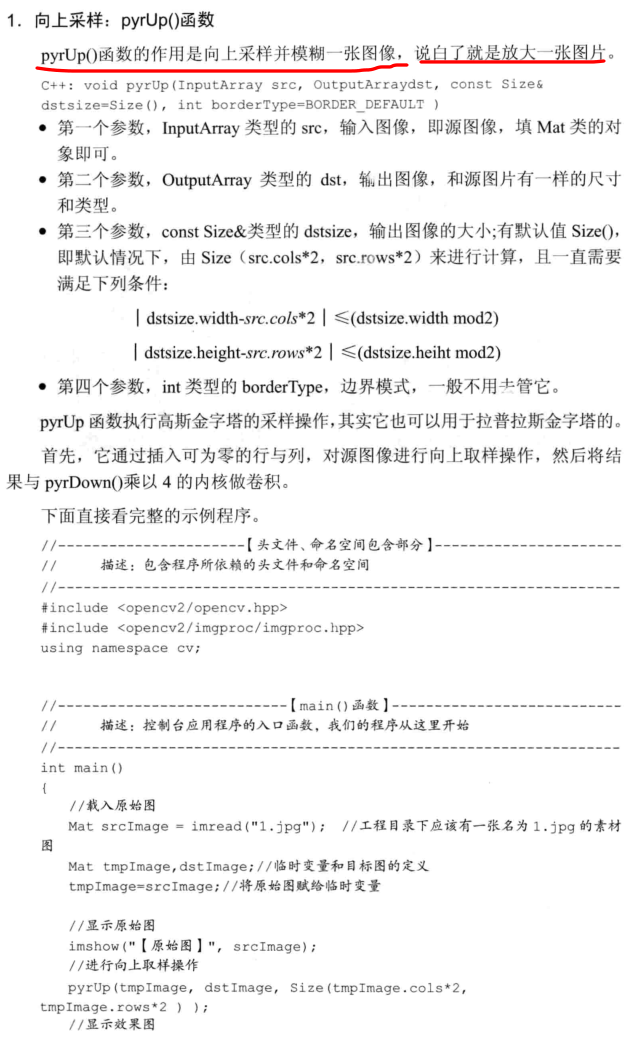 1．向上采样：pyrUp()函数
pyrUp()函数的作用是向上采样并模糊一张图像，说白了就是放大一张图片。
C++: void pyrUp(InputArray src, OutputArraydst, const Size&
dstsize=Size(), int borderType=BORDER_DEFAULT )
● 第一个参数，InputArray 类型的 src，输入图像，即源图像，填 Mat 类的对
象即可。
● 第二个参数，OutputArray 类型的 dst，输出图像，和源图片有一样的尺寸
和类型。
● 第三个参数，const Size&类型的 dstsize，输出图像的大小;有默认值 Size()，
即默认情况下，由 Size（src.cols*2，src.rows*2）来进行计算，且一直需要
满足下列条件：
| dstsize.width-src.cols*2 | ≤(dstsize.width mod2)
| dstsize.height-src.rows*2 | ≤(dstsize.heiht mod2)
● 第四个参数，int 类型的 borderType，边界模式，一般不用去管它。
pyrUp 函数执行高斯金字塔的采样操作，其实它也可以用于拉普拉斯金字塔的。
首先，它通过插入可为零的行与列，对源图像进行向上取样操作，然后将结
果与 pyrDown()乘以 4 的内核做卷积。
下面直接看完整的示例程序。
//----------------------【头文件、命名空间包含部分】----------------------
// 描述：包含程序所依赖的头文件和命名空间
//------------------------------------------------------------------
#include <opencv2/opencv.hpp>
#include <opencv2/imgproc/imgproc.hpp>
using namespace cv;
//---------------------------【main()函数】---------------------------
// 描述：控制台应用程序的入口函数，我们的程序从这里开始
//------------------------------------------------------------------
int main()
{
//载入原始图
Mat srcImage = imread("1.jpg"); //工程目录下应该有一张名为 1.jpg 的素材
图
Mat tmpImage,dstImage;//临时变量和目标图的定义
tmpImage=srcImage;//将原始图赋给临时变量
//显示原始图
imshow("【原始图】", srcImage);
//进行向上取样操作
pyrUp(tmpImage, dstImage, Size(tmpImage.cols*2,
tmpImage.rows*2 ) );
//显示效果图